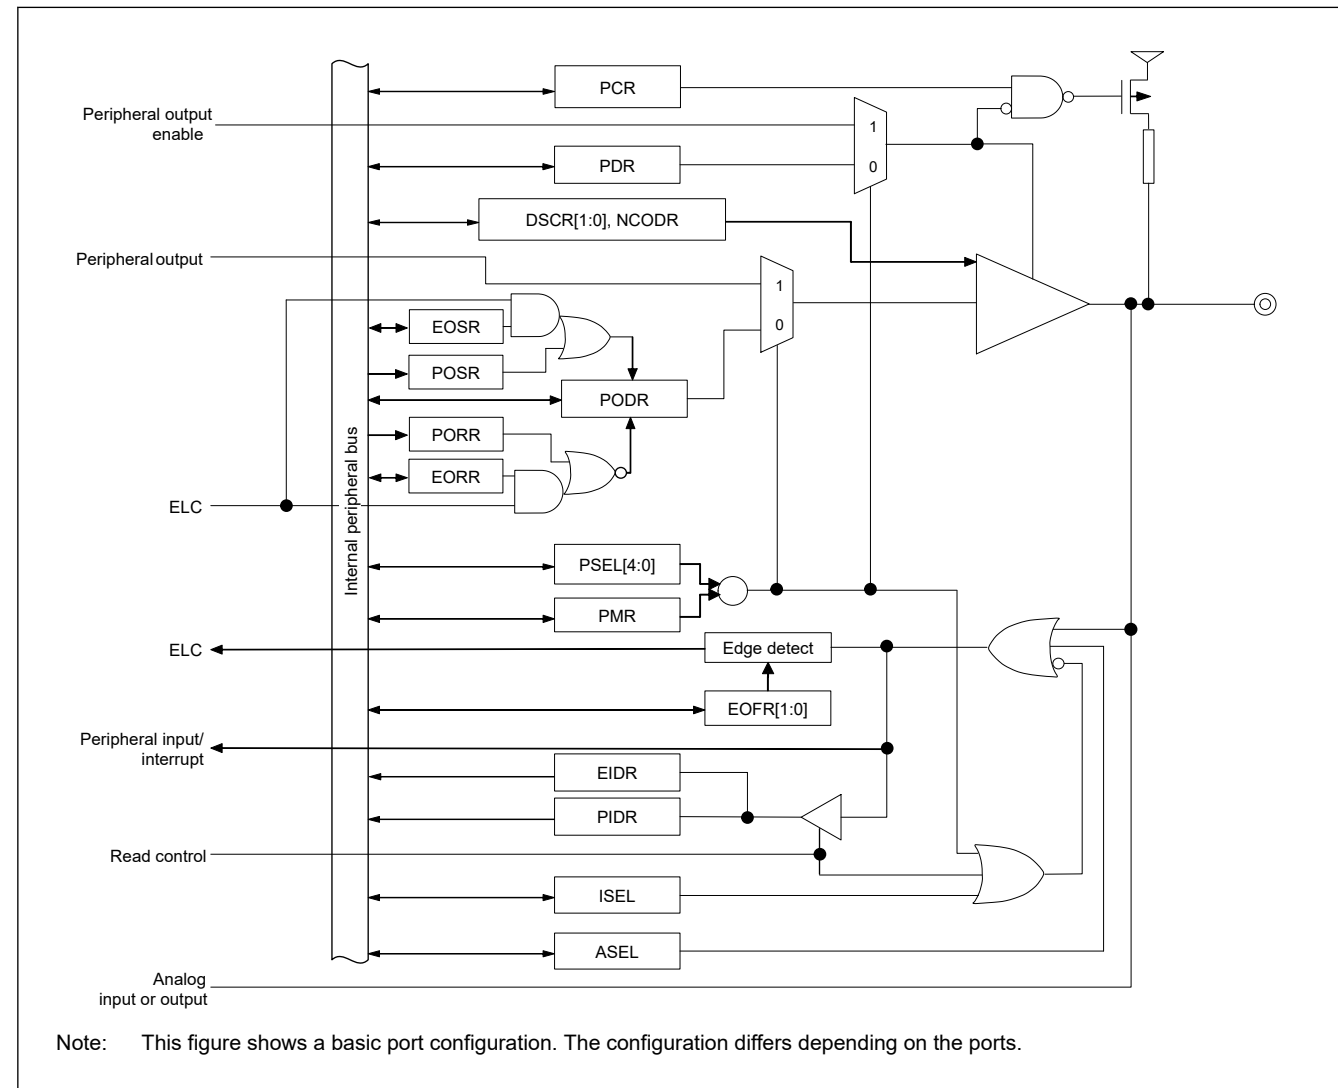 PCR
Peripheral output
enable
1
PDR
0
DSCR[1:0], NCODR
Peripheral output
1
EOSR
0
POSR
PODR
PORR
EORR
ELC
Internal peripheral bus
PSEL[4:0]
PMR
ELC
Edge detect
EOFR[1:0]
Peripheral input/
interrupt
EIDR
PIDR
Read control
ISEL
ASEL
Analog
input or output
Note: This figure shows a basic port configuration. The configuration differs depending on the ports.